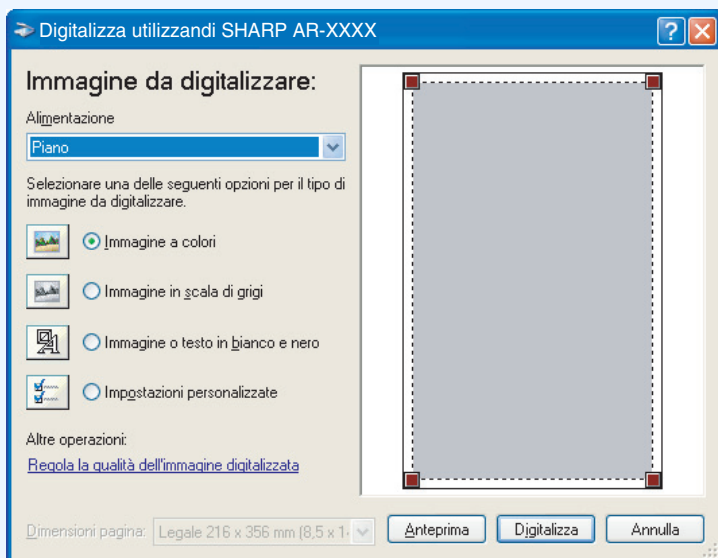 Digitalizza utilizzandi SHARP AR-XXXX
Immagine da digitalizzare:
Alimentazione
Piano
Selezionare una delle seguenti opzioni per il tipo di
immagine da digitalizzare.
Immagine a colori
Immagine in scala di grigi
Immagine o testo in bianco e nero
Impostazioni personalizzate
Altre operazioni:
Regola la qualità dell'immagine digitalizzata
Dimensioni pagina: Legale 216 x 356 mm (8,5 x 1
Anteprima
Digitalizza
Annulla